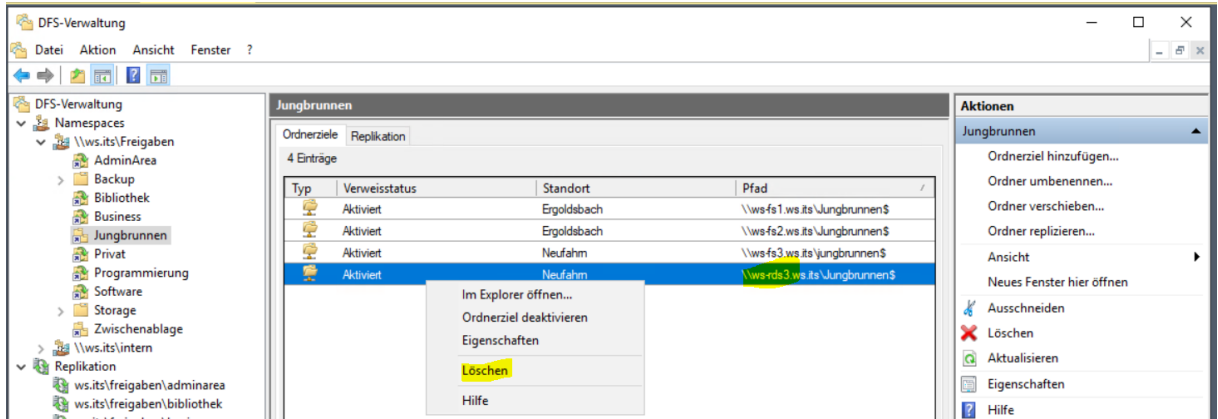 DFS-Verwaltung
Datei Aktion Ansicht Fenster ?
DFS-Verwaltung
Namespaces
\\ws.its\Freigaben
AdminArea
Backup
Bibliothek
Business
Jungbrunnen
Privat
Programmierung
Software
Storage
Zwischenablage
\\ws.its\intern
Replikation
ws.its\freigaben\adminarea
ws.its\freigaben\bibliothek
Jungbrunnen
Ordnerziele Replikation
4 Einträge
Typ Verweisstatus Standort Pfad
Aktiviert Ergoldsbach \\ws-fs1.ws.its\Jungbrunnen$
Aktiviert Ergoldsbach \\ws-fs2.ws.its\Jungbrunnen$
Aktiviert Neufahrn \\ws-fs3.ws.its\jungbrunnen$
Aktiviert Neufahrn \\ws-rds3.ws.its\Jungbrunnen$
Im Explorer öffnen...
Ordnerziel deaktivieren
Eigenschaften
Löschen
Hilfe
Aktionen
Jungbrunnen
Ordnerziel hinzufügen...
Ordner umbenennen...
Ordner verschieben...
Ordner replizieren...
Ansicht
Neues Fenster hier öffnen
Ausschneiden
Löschen
Aktualisieren
Eigenschaften
Hilfe